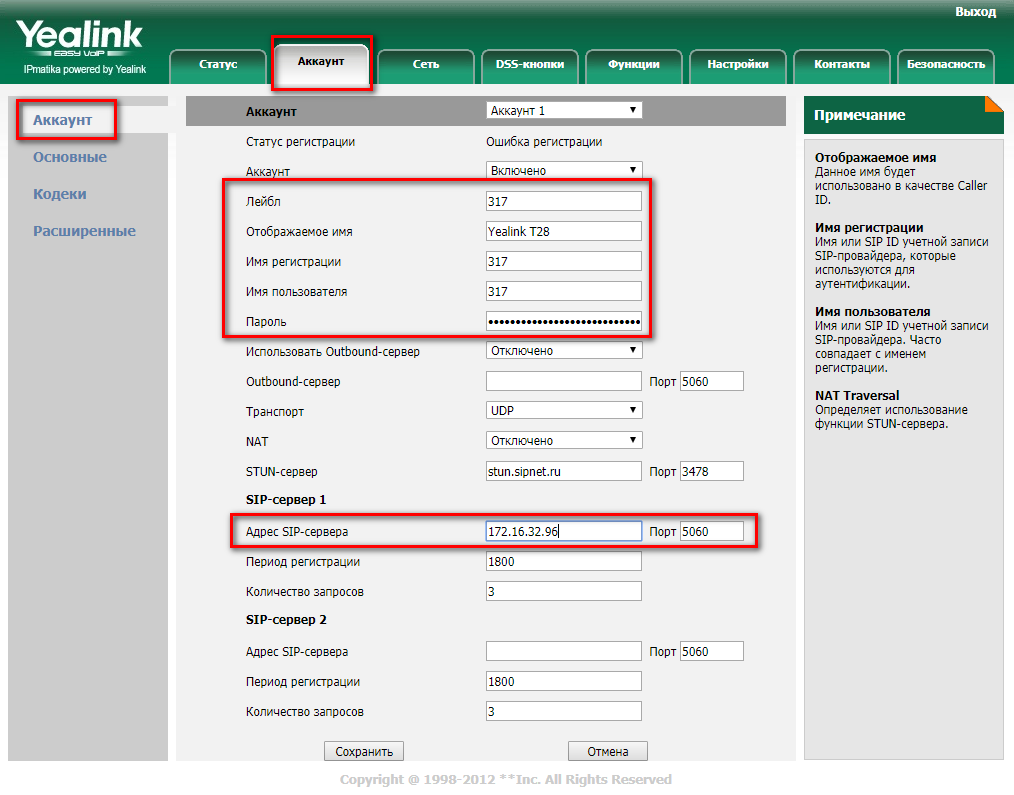 Выход
Yealink
EASY VoIP
IPmatika powered by Yealink
Статус
Аккаунт
Сеть
DSS-кнопки
Функции
Настройки
Контакты
Безопасность
Аккаунт
Основные
Кодеки
Расширенные
Аккаунт Аккаунт 1
Статус регистрации Ошибка регистрации
Аккаунт Включено
Лейбл 317
Отображаемое имя Yealink T28
Имя регистрации 317
Имя пользователя 317
Пароль ••••••••••••••••••••••••••••
Использовать Outbound-сервер Отключено
Outbound-сервер Порт 5060
Транспорт UDP
NAT Отключено
STUN-сервер stun.sipnet.ru Порт 3478
SIP-сервер 1
Адрес SIP-сервера 172.16.32.96 Порт 5060
Период регистрации 1800
Количество запросов 3
SIP-сервер 2
Адрес SIP-сервера Порт 5060
Период регистрации 1800
Количество запросов 3
Сохранить Отмена
Примечание
Отображаемое имя
Данное имя будет
использовано в качестве Caller
ID.
Имя регистрации
Имя или SIP ID учетной записи
SIP-провайдера, которые
используются для
аутентификации.
Имя пользователя
Имя или SIP ID учетной записи
SIP-провайдера. Часто
совпадает с именем
регистрации.
NAT Traversal
Определяет использование
функции STUN-сервера.
Copyright @ 1998-2012 **Inc. All Rights Reserved